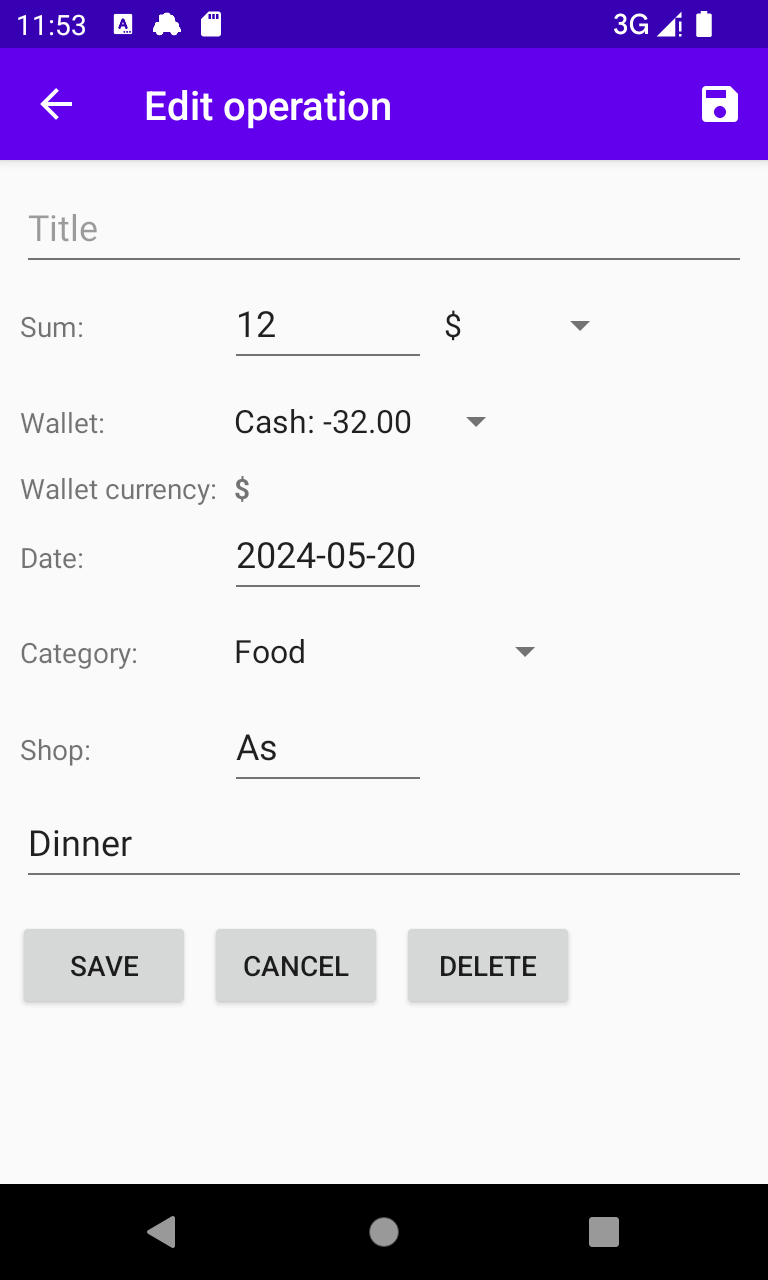 11:53 3G
Edit operation
Title
Sum: 12 $
Wallet: Cash: -32.00
Wallet currency: $
Date: 2024-05-20
Category: Food
Shop: As
Dinner
SAVE CANCEL DELETE